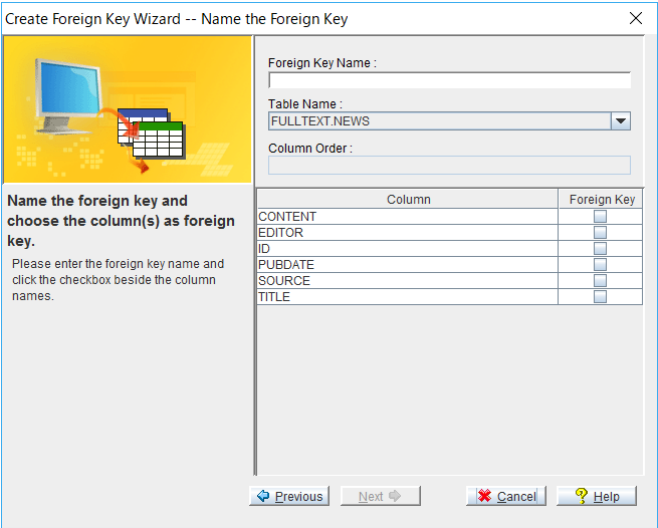 Create Foreign Key Wizard -- Name the Foreign Key
Name the foreign key and
choose the column(s) as foreign
key.
Please enter the foreign key name and
click the checkbox beside the column
names.
Foreign Key Name :
Table Name :
FULLTEXT.NEWS
Column Order :
Column Foreign Key
CONTENT
EDITOR
ID
PUBDATE
SOURCE
TITLE
Previous Next Cancel Help